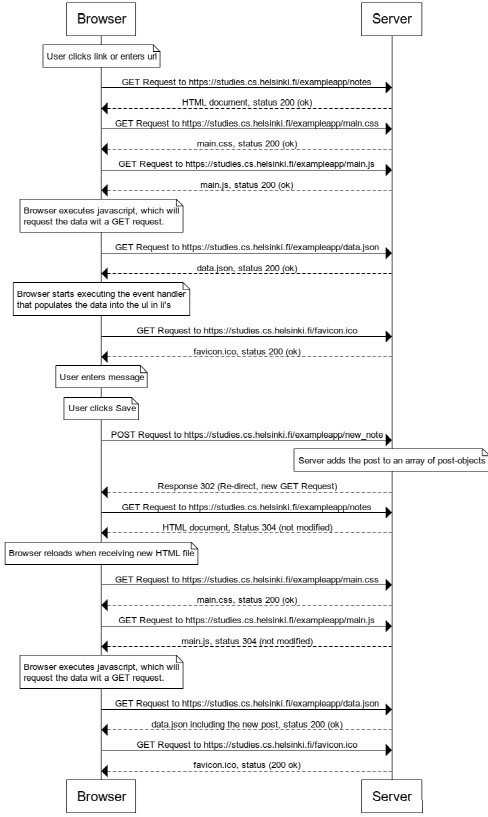 Browser
Server
User clicks link or enters url
GET Request to https://studies.cs.helsinki.fi/exampleapp/notes
HTML document, status 200 (ok)
GET Request to https://studies.cs.helsinki.fi/exampleapp/main.css
main.css, status 200 (ok)
GET Request to https://studies.cs.helsinki.fi/exampleapp/main.js
main.js, status 200 (ok)
Browser executes javascript, which will
request the data wit a GET request.
GET Request to https://studies.cs.helsinki.fi/exampleapp/data.json
data.json, status 200 (ok)
Browser starts executing the event handler
that populates the data into the ul in li's
GET Request to https://studies.cs.helsinki.fi/favicon.ico
favicon.ico, status 200 (ok)
User enters message
User clicks Save
POST Request to https://studies.cs.helsinki.fi/exampleapp/new_note
Server adds the post to an array of post-objects
Response 302 (Re-direct, new GET Request)
GET Request to https://studies.cs.helsinki.fi/exampleapp/notes
HTML document, Status 304 (not modified)
Browser reloads when receiving new HTML file
GET Request to https://studies.cs.helsinki.fi/exampleapp/main.css
main.css, status 200 (ok)
GET Request to https://studies.cs.helsinki.fi/exampleapp/main.js
main.js, status 304 (not modified)
Browser executes javascript, which will
request the data wit a GET request.
GET Request to https://studies.cs.helsinki.fi/exampleapp/data.json
data.json including the new post, status 200 (ok)
GET Request to https://studies.cs.helsinki.fi/favicon.ico
favicon.ico, status (200 ok)
Browser
Server